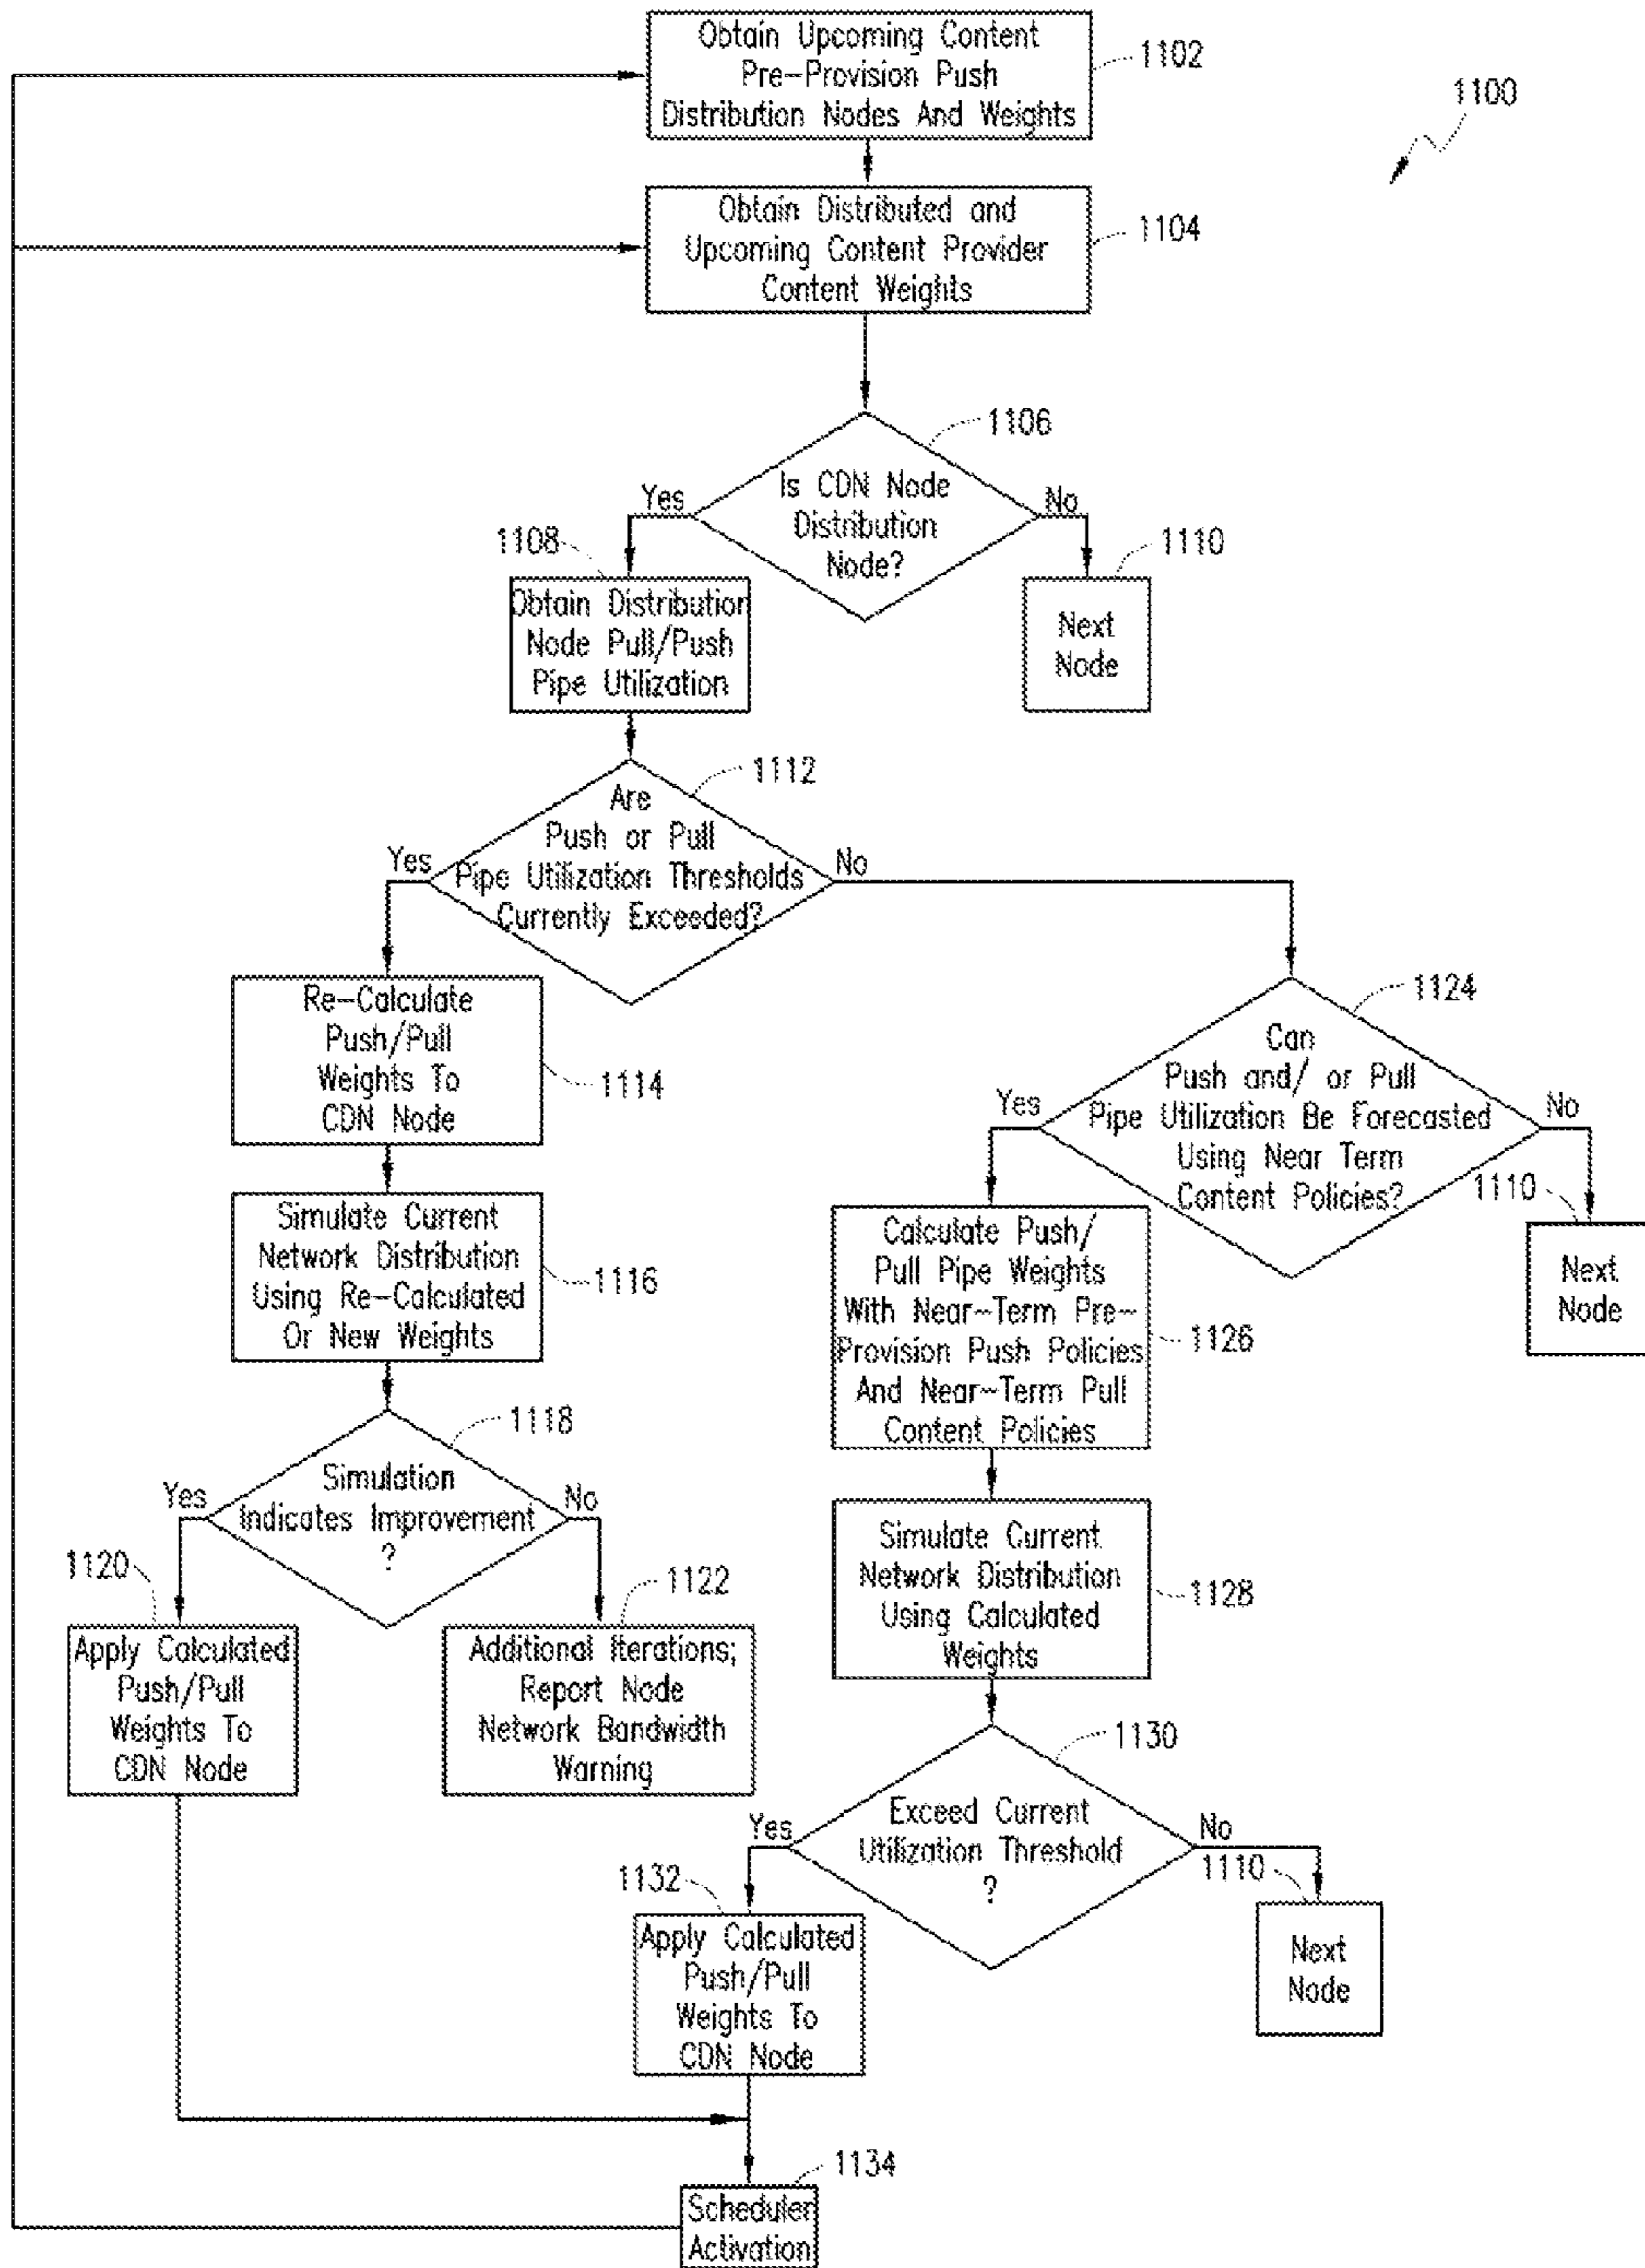 Obtain Upcoming Content
Pre-Provision Push
Distribution Nodes And Weights
1102
1100
Obtain Distributed and
Upcoming Content Provider
Content Weights
1104
1106
Is CDN Node
Distribution
Node?
Yes
No
1108
Obtain Distribution
Node Pull/Push
Pipe Utilization
1110
Next
Node
1112
Are
Push or Pull
Pipe Utilization Thresholds
Currently Exceeded?
Yes
No
Re-Calculate
Push/Pull
Weights To
CDN Node
1114
1124
Can
Push and/ or Pull
Pipe Utilization Be Forecasted
Using Near Term
Content Policies?
Yes
No
1110
Next
Node
Simulate Current
Network Distribution
Using Re-Calculated
Or New Weights
1116
Calculate Push/
Pull Pipe Weights
With Near-Term Pre-
Provision Push Policies
And Near-Term Pull
Content Policies
1126
1118
Simulation
Indicates Improvement
?
Yes
No
1120
Apply Calculated
Push/Pull
Weights To
CDN Node
1122
Additional Iterations;
Report Node
Network Bandwidth
Warning
Simulate Current
Network Distribution
Using Calculated
Weights
1128
1130
Exceed Current
Utilization Threshold
?
Yes
No
1132
Apply Calculated
Push/Pull
Weights To
CDN Node
1110
Next
Node
1134
Scheduler
Activation